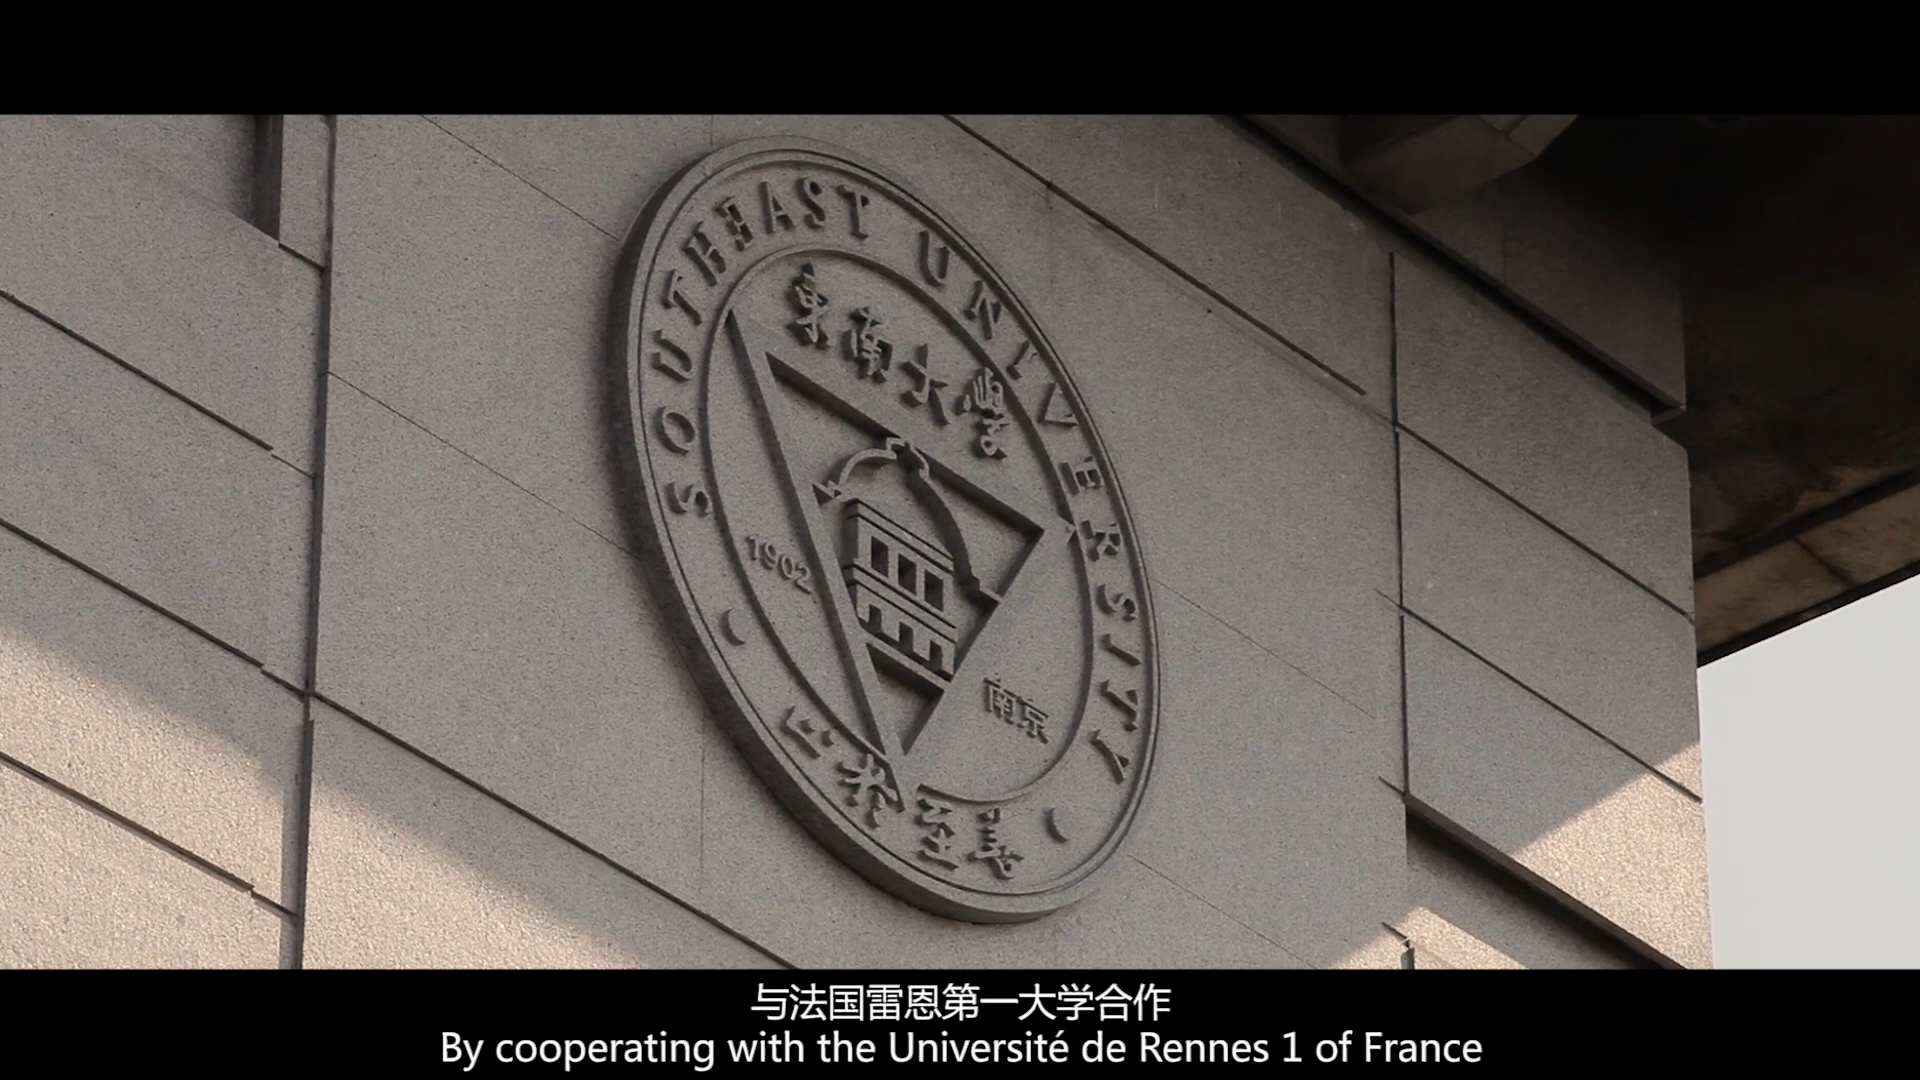 SOUTHEAST UNIVERSITY
東南大學
1902
南京
止於至善
与法国雷恩第一大学合作
By cooperating with the Université de Rennes 1 of France